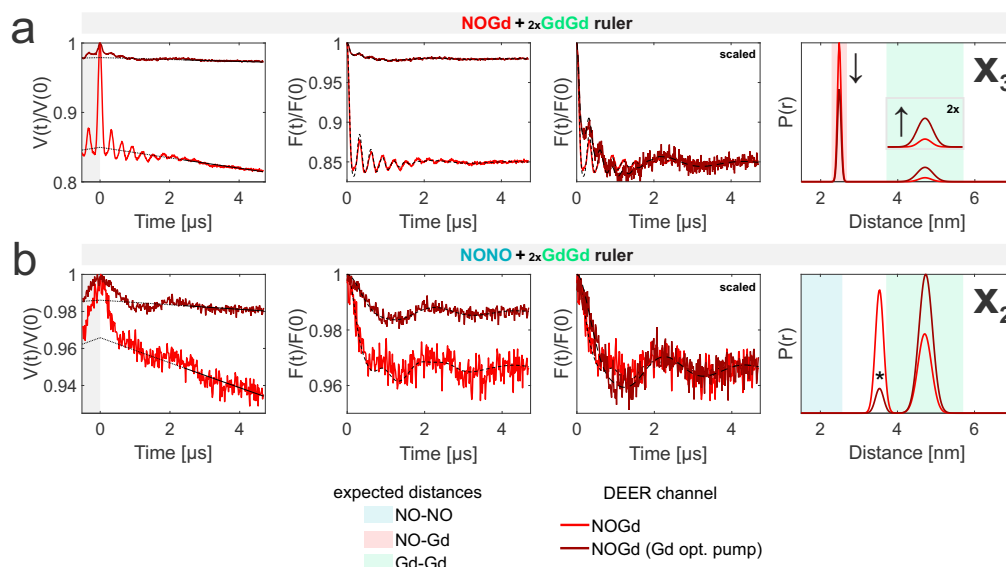 a
NOGd + 2xGdGd ruler
V(t)/V(0)
1
0.9
0.8
0
2
4
Time [µs]
F(t)/F(0)
1
0.95
0.9
0.85
0
2
4
Time [µs]
F(t)/F(0)
scaled
0
2
4
Time [µs]
P(r)
2x
X3
2
4
6
Distance [nm]
b
NONO + 2xGdGd ruler
V(t)/V(0)
1
0.98
0.96
0.94
0
2
4
Time [µs]
F(t)/F(0)
1
0.98
0.96
0
2
4
Time [µs]
F(t)/F(0)
scaled
0
2
4
Time [µs]
P(r)
*
X2
2
4
6
Distance [nm]
expected distances
NO-NO
NO-Gd
Gd-Gd
DEER channel
NOGd
NOGd (Gd opt. pump)